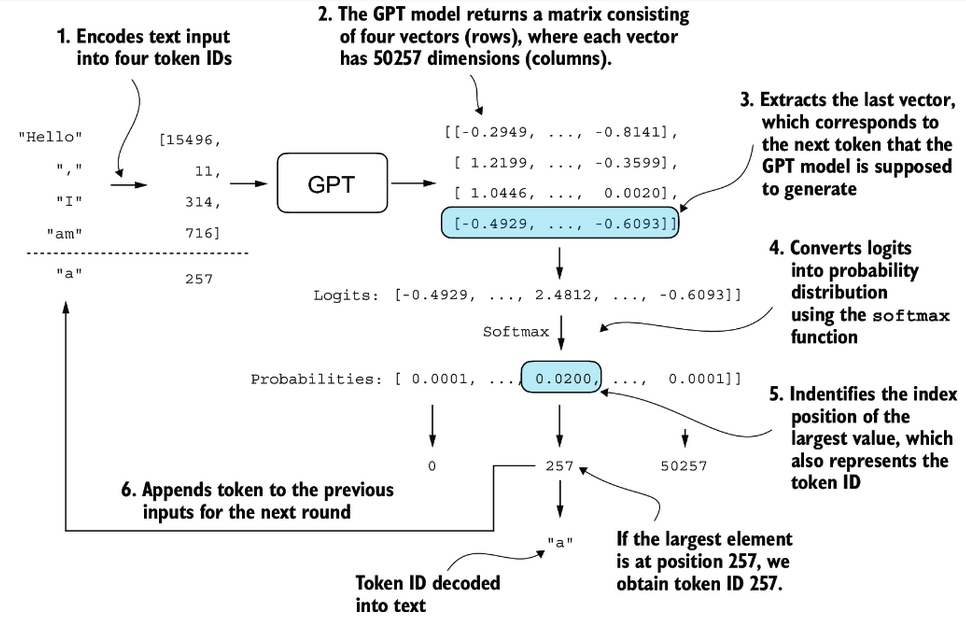 2. The GPT model returns a matrix consisting
of four vectors (rows), where each vector
has 50257 dimensions (columns).
1. Encodes text input
into four token IDs
3. Extracts the last vector,
which corresponds to
the next token that the
GPT model is supposed
to generate
"Hello"
","
"I"
"am"
"a"
[15496,
11,
314,
716]
257
GPT
[[-0.2949, ..., -0.8141],
[ 1.2199, ..., -0.3599],
[ 1.0446, ..., 0.0020],
[-0.4929, ..., -0.6093]]
4. Converts logits
into probability
distribution
using the softmax
function
Logits: [-0.4929, ..., 2.4812, ..., -0.6093]]
Softmax
Probabilities: [ 0.0001, ..., 0.0200, ..., 0.0001]]
5. Indentifies the index
position of the
largest value, which
also represents the
token ID
0
257
50257
6. Appends token to the previous
inputs for the next round
"a"
If the largest element
is at position 257, we
obtain token ID 257.
Token ID decoded
into text